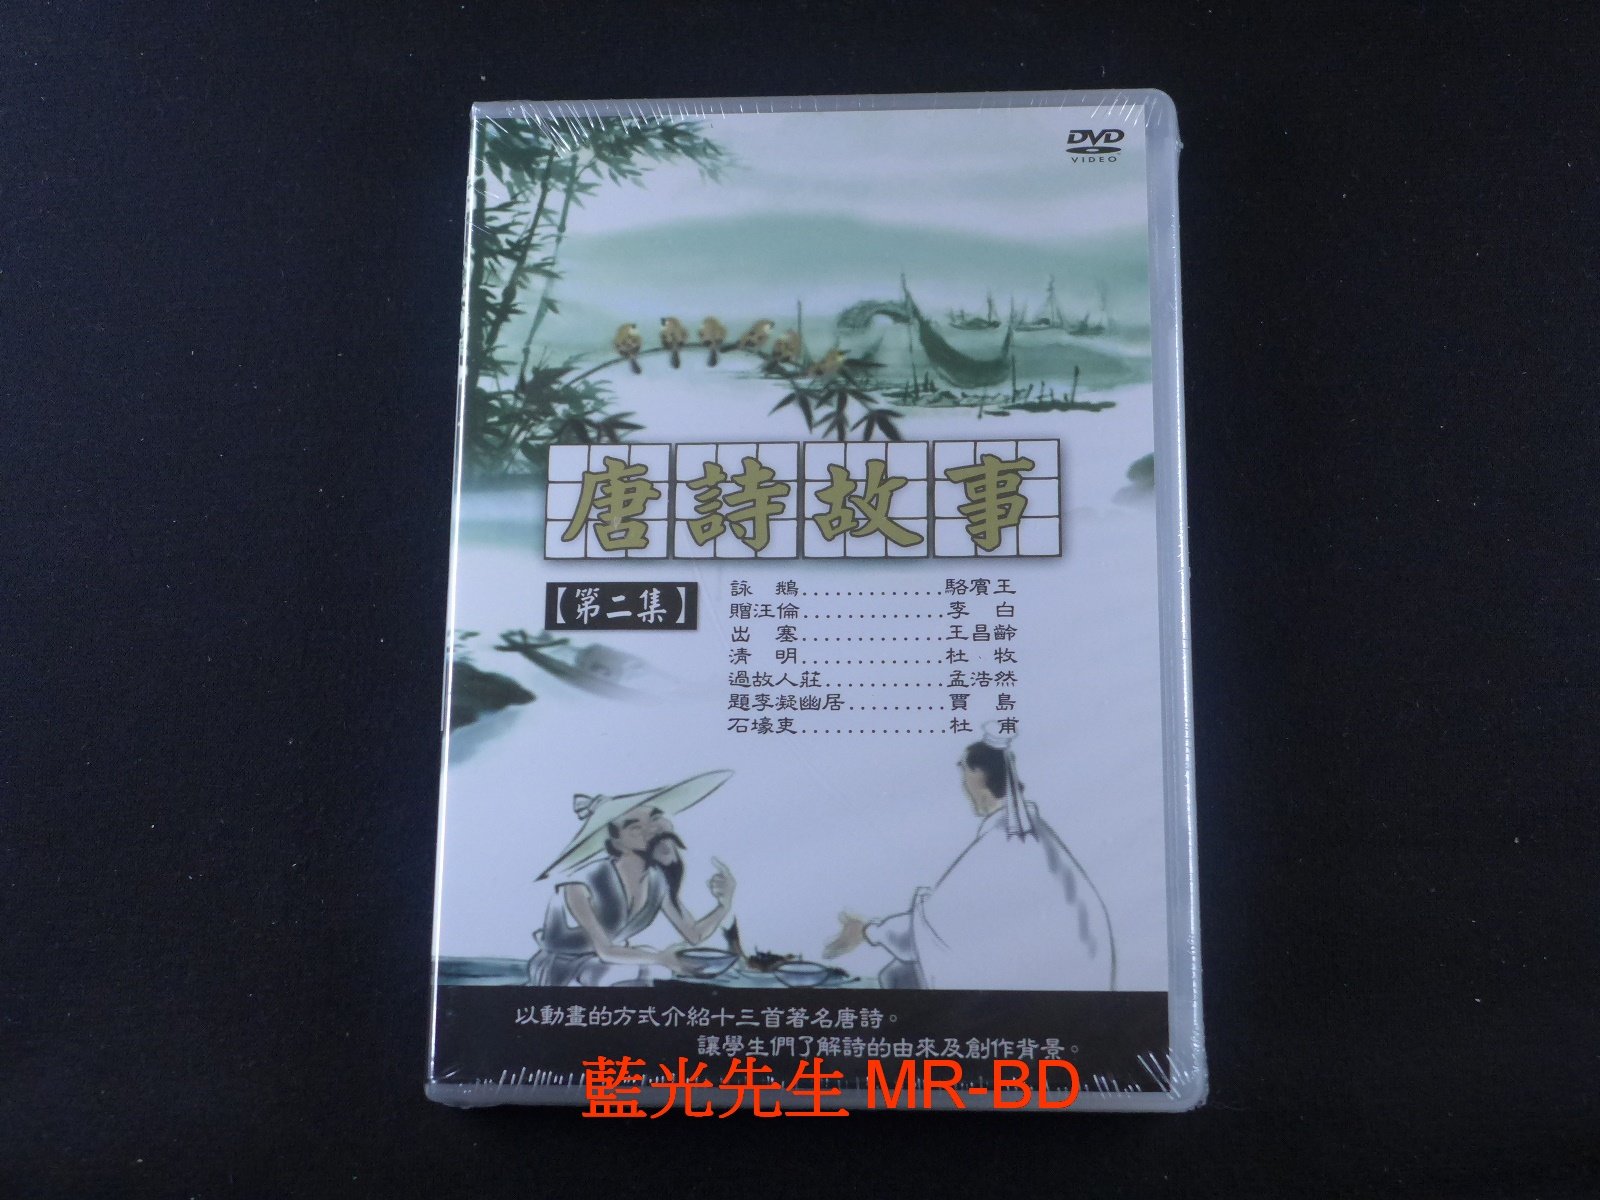 DVD
VIDEO
唐詩故事
【第二集】
詠 鵝.............駱賓王
贈汪倫............李 白
出 塞.............王昌齡
清 明.............杜 牧
過故人莊...........孟浩然
題李凝幽居.........賈 島
石壕吏.............杜 甫
以動畫的方式介紹十三首著名唐詩。
讓學生們了解詩的由來及創作背景。
藍光先生 MR-BD